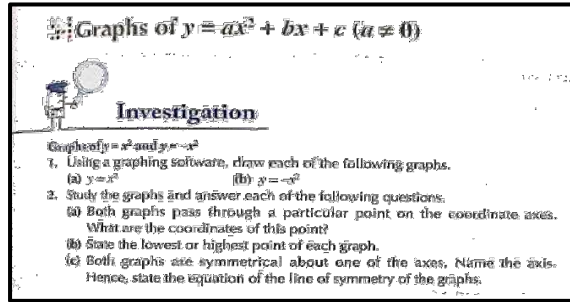 Graphs of y = ax² + bx + c (a ≠ 0)
Investigation
Graphs of y = x² and y = -x²
1. Using a graphing software, draw each of the following graphs.
(a) y = x² (b) y = -x²
2. Study the graphs and answer each of the following questions.
(a) Both graphs pass through a particular point on the coordinate axes.
What are the coordinates of this point?
(b) State the lowest or highest point of each graph.
(c) Both graphs are symmetrical about one of the axes. Name the axis.
Hence, state the equation of the line of symmetry of the graphs.